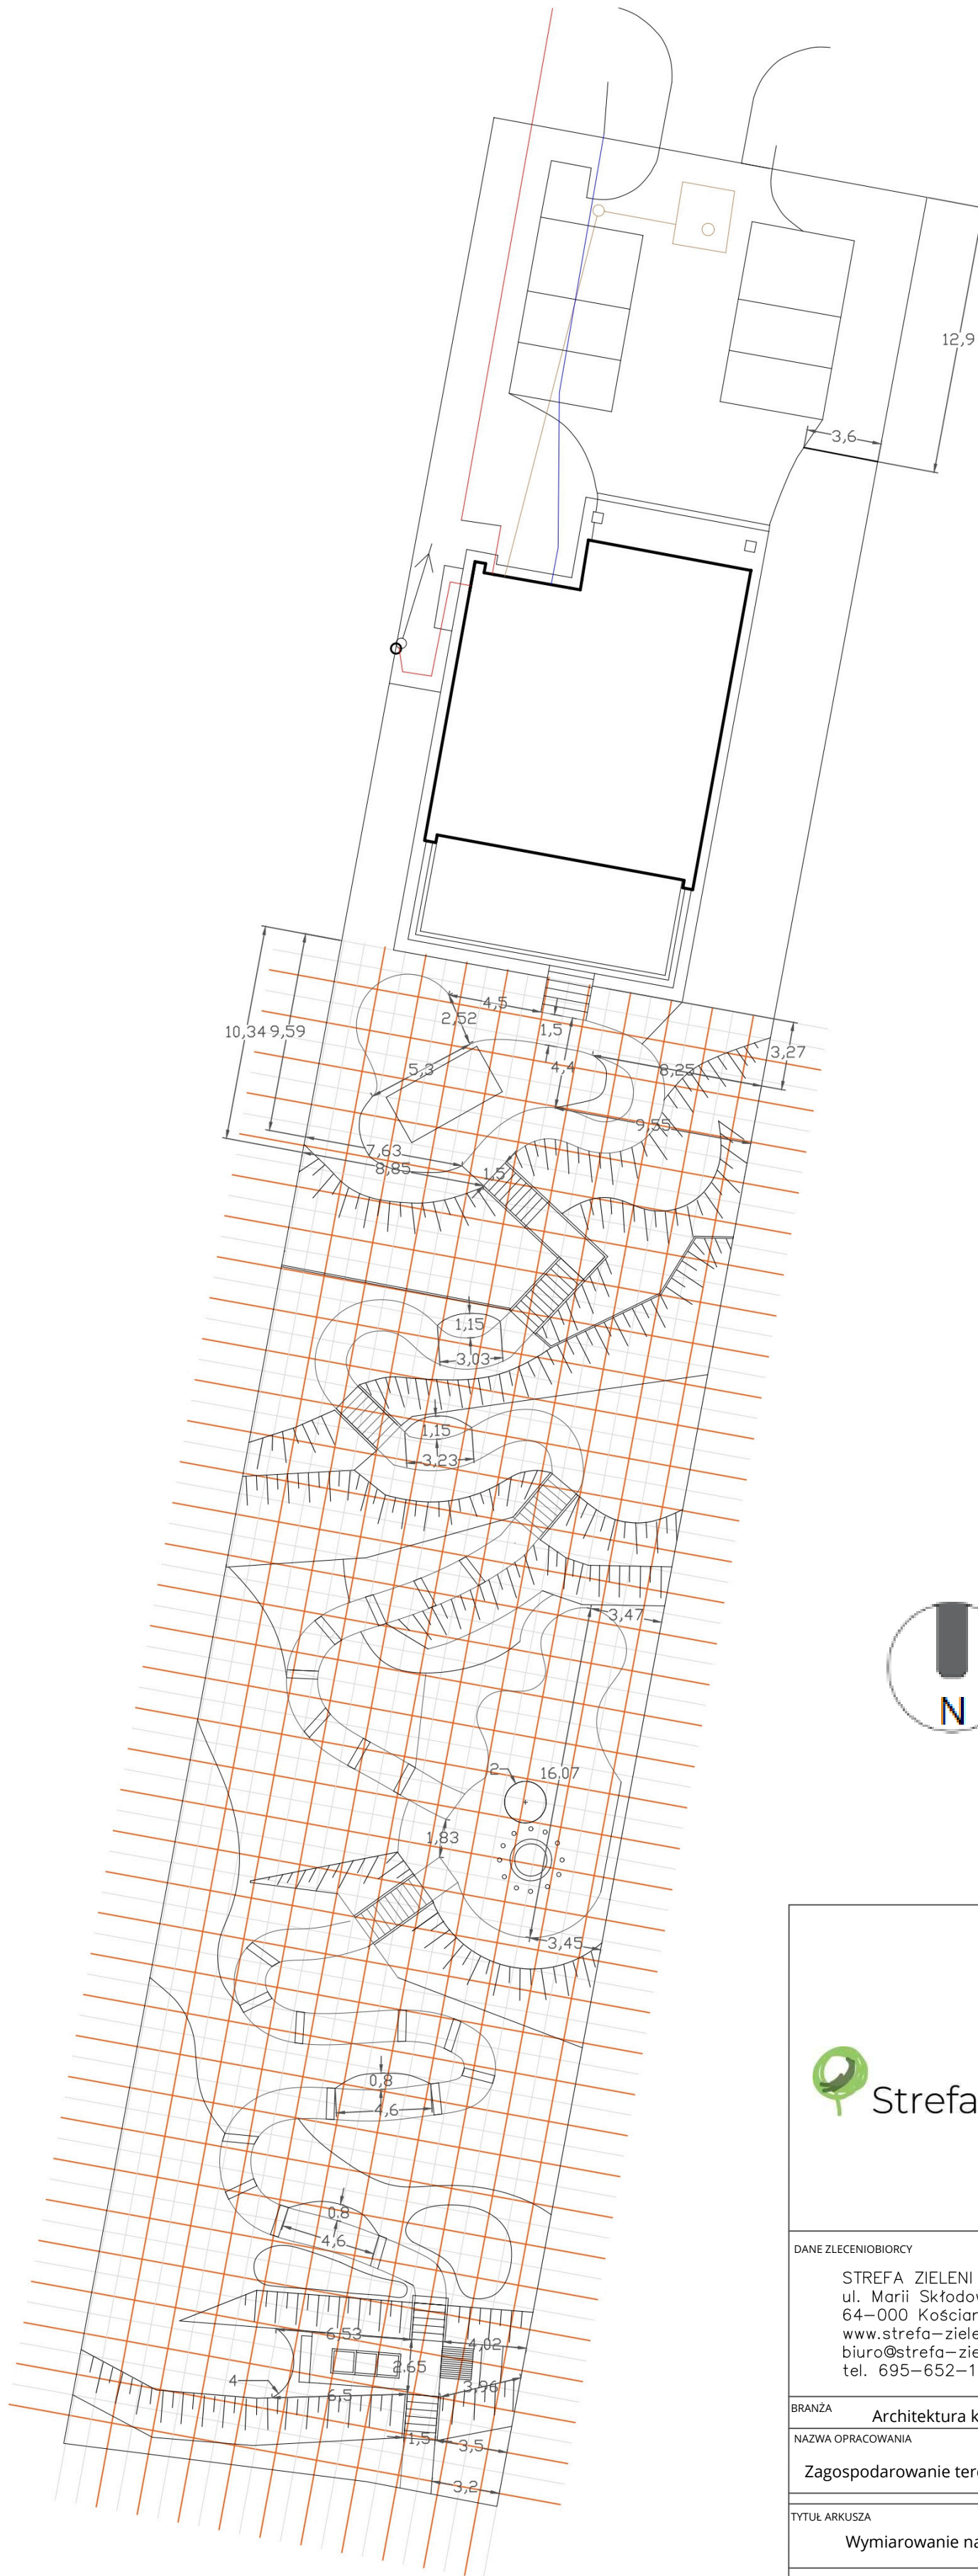 12,9
3,6
10,34
9,59
4,5
2,52
1,5
3,27
5,3
4,4
8,25
9,55
7,63
8,85
1,5
1,15
3,03
1,15
3,23
3,47
N
2
16.07
1,83
3,45
0,8
4,6
Strefa
0.8
4,6
DANE ZLECENIOBIORCY
STREFA ZIELENI
ul. Marii Skłodow
64-000 Kościan
www.strefa-ziele
biuro@strefa-zie
tel. 695-652-1
6.53
4,02
2.65
4
6,5
3,96
BRANŻA
Architektura k
NAZWA OPRACOWANIA
1,5
3,5
Zagospodarowanie tere
3,2
TYTUŁ ARKUSZA
Wymiarowanie na